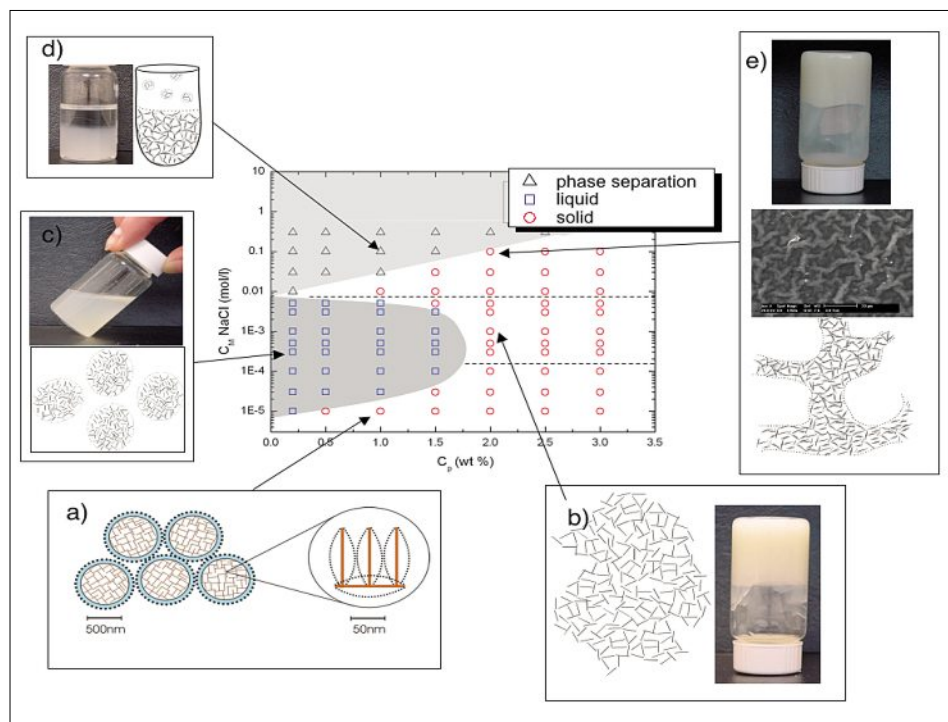 d)
e)
10
1
0.1
0.01
1E-3
1E-4
1E-5
C_M NaCl (mol/l)
phase separation
liquid
solid
c)
0.0 0.5 1.0 1.5 2.0 2.5 3.0 3.5
C_p (wt %)
a)
500nm
50nm
b)